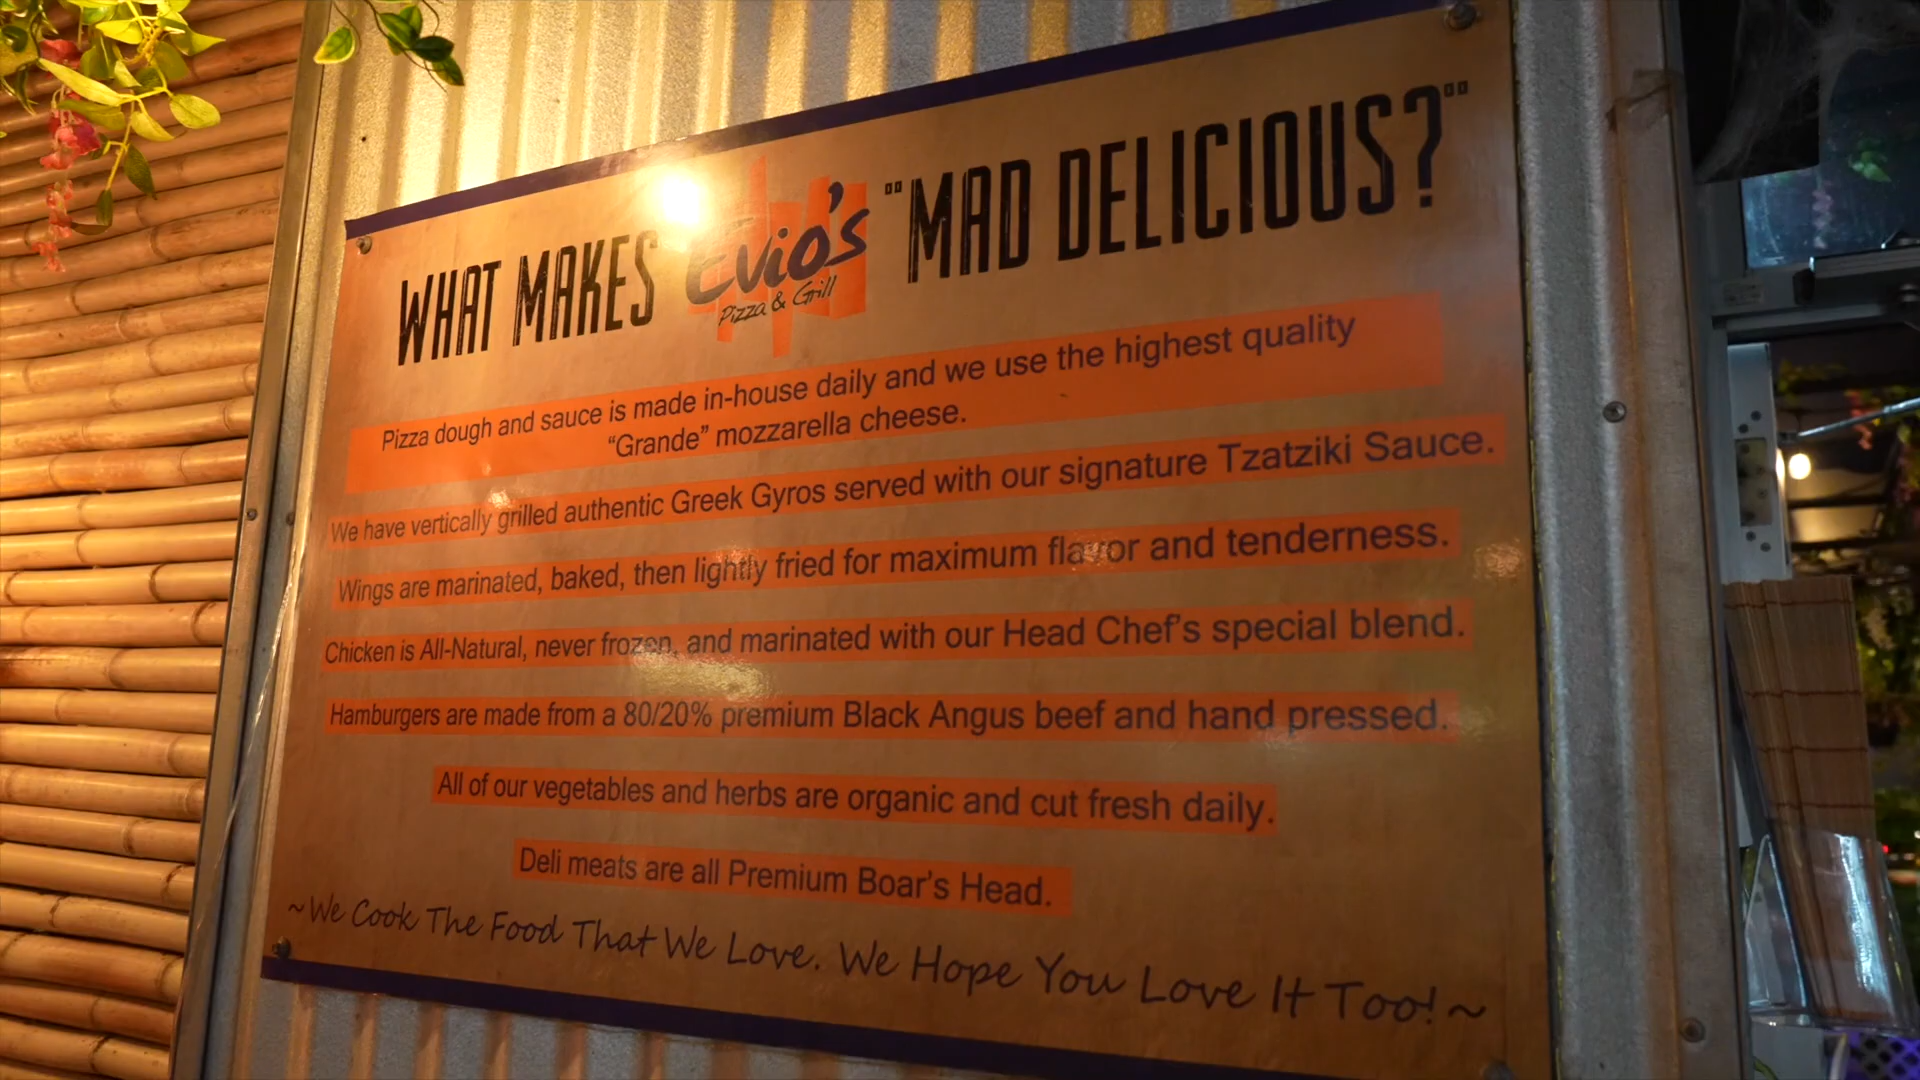 WHAT MAKES Evio's "MAD DELICIOUS?"
Pizza & Grill
Pizza dough and sauce is made in-house daily and we use the highest quality
“Grande” mozzarella cheese.
We have vertically grilled authentic Greek Gyros served with our signature Tzatziki Sauce.
Wings are marinated, baked, then lightly fried for maximum flavor and tenderness.
Chicken is All-Natural, never frozen, and marinated with our Head Chef's special blend.
Hamburgers are made from a 80/20% premium Black Angus beef and hand pressed.
All of our vegetables and herbs are organic and cut fresh daily.
Deli meats are all Premium Boar's Head.
~We Cook The Food That We Love. We Hope You Love It Too!~